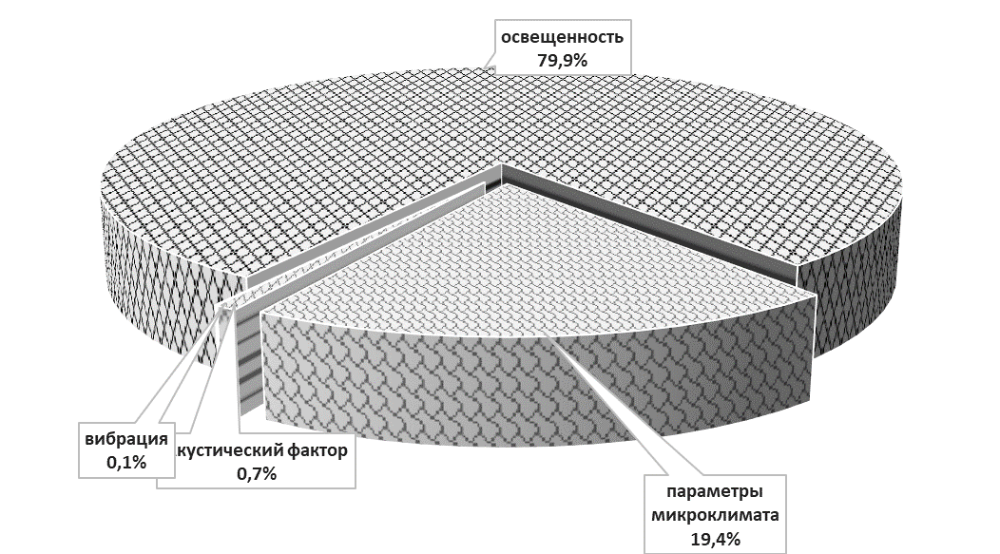 освещенность
79,9%
вибрация
0,1%
кустический фактор
0,7%
параметры
микроклимата
19,4%